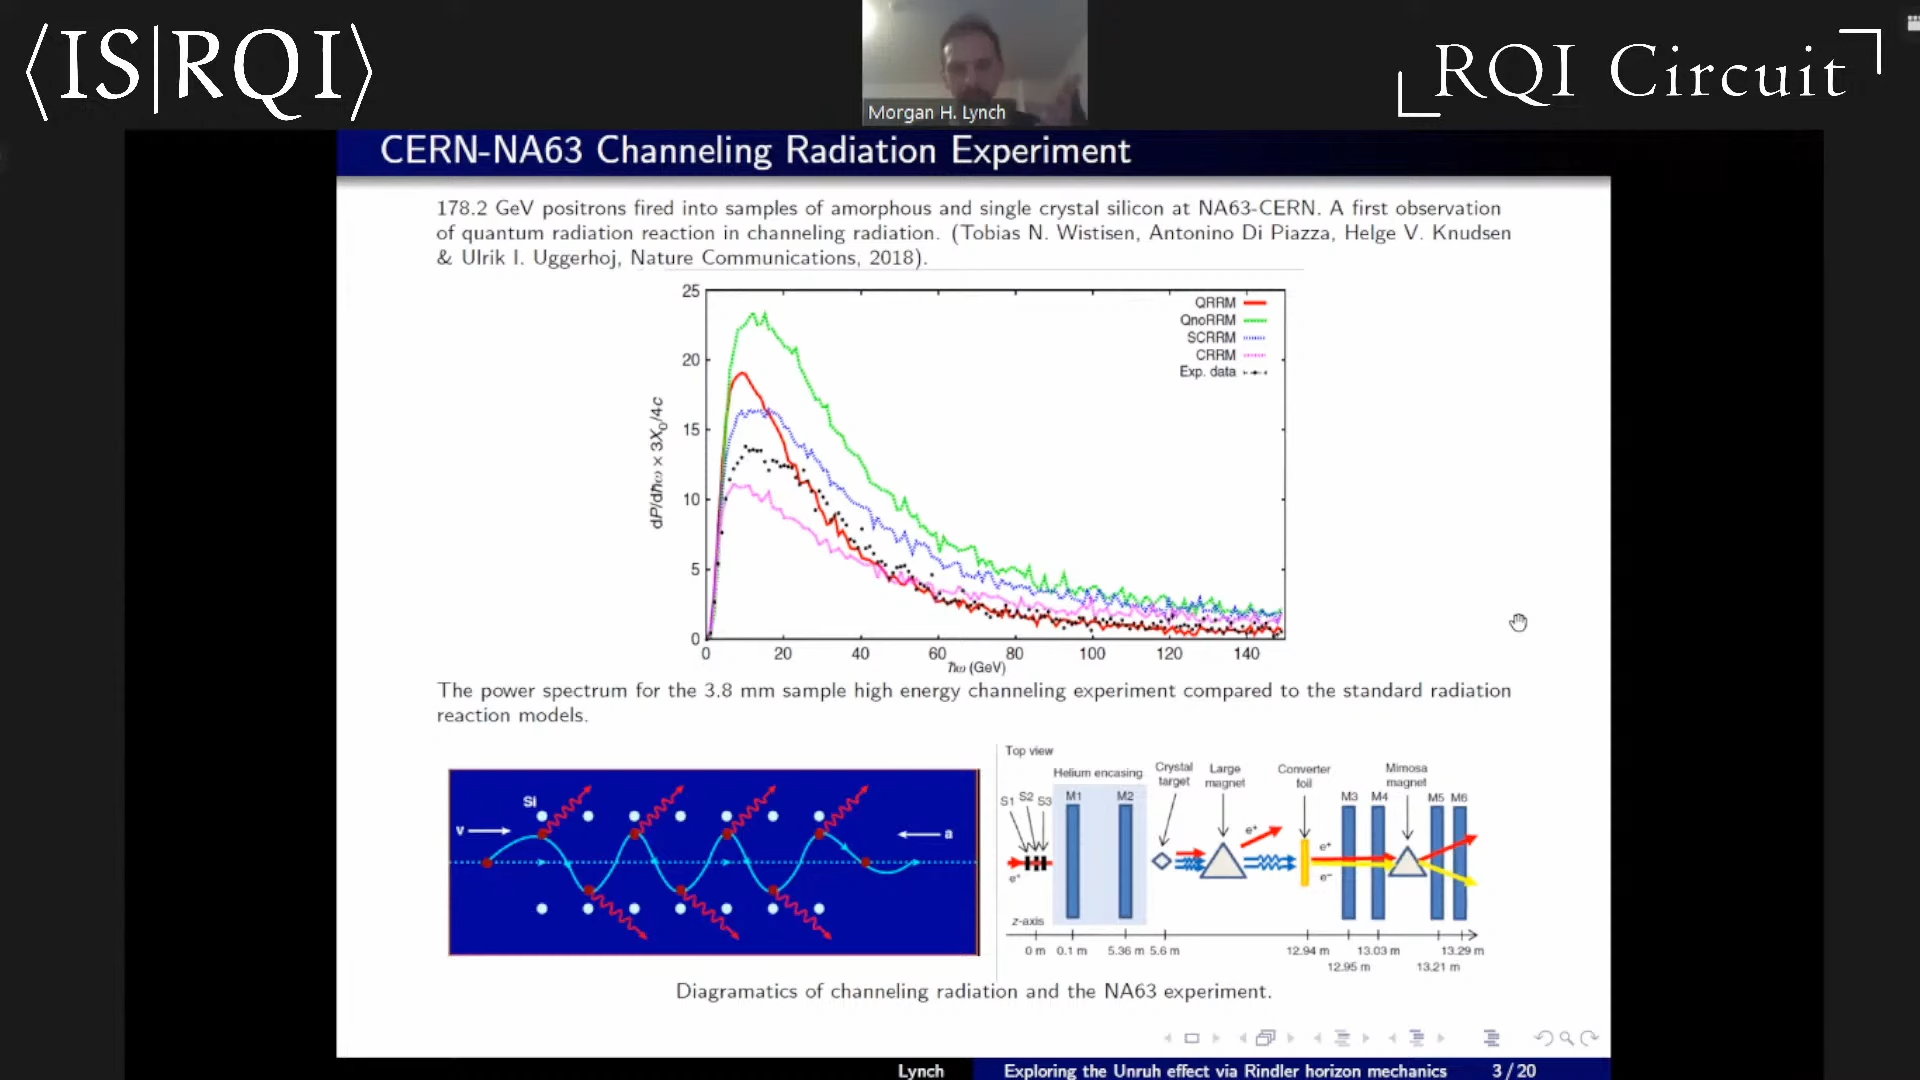 ⟨IS|RQI⟩
RQI Circuit
Morgan H. Lynch
CERN-NA63 Channeling Radiation Experiment
178.2 GeV positrons fired into samples of amorphous and single crystal silicon at NA63-CERN. A first observation
of quantum radiation reaction in channeling radiation. (Tobias N. Wistisen, Antonino Di Piazza, Helge V. Knudsen
& Ulrik I. Uggerhoj, Nature Communications, 2018).
25
20
15
10
5
0
dP/dħω × 3X₀/4c
QRRM
QnoRRM
SCRRM
CRRM
Exp. data
0 20 40 60 80 100 120 140
ħω (GeV)
The power spectrum for the 3.8 mm sample high energy channeling experiment compared to the standard radiation
reaction models.
Si
v
a
Top view
Helium encasing
Crystal
target
Large
magnet
Converter
foil
Mimosa
magnet
S1 S2 S3 M1 M2 M3 M4 M5 M6
e⁺
e⁺
e⁺
e⁻
z-axis
0 m 0.1 m 5.36 m 5.6 m 12.94 m 13.03 m 13.29 m
12.95 m 13.21 m
Diagramatics of channeling radiation and the NA63 experiment.
Lynch Exploring the Unruh effect via Rindler horizon mechanics 3 / 20